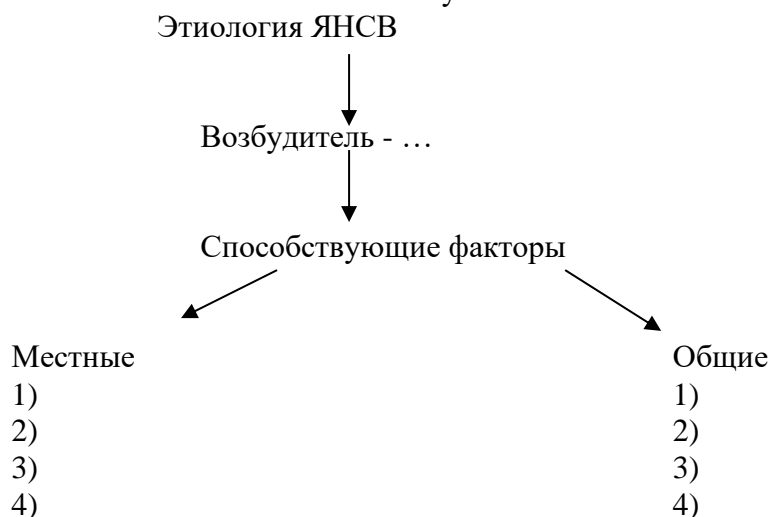 Этиология ЯНСВ
Возбудитель - …
Способствующие факторы
Местные
1)
2)
3)
4)
Общие
1)
2)
3)
4)